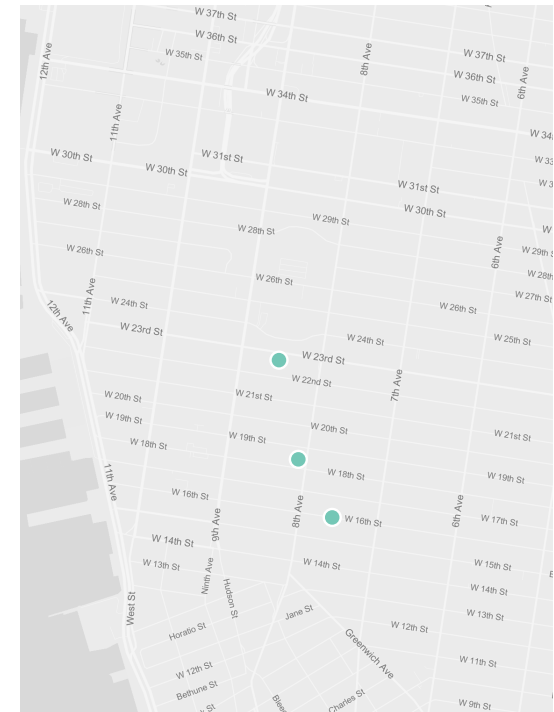 W 37th St
W 36th St
W 35th St
12th Ave
8th Ave
W 37th St
W 36th St
6th Ave
W 35th St
W 34th St
11th Ave
W 34
W 30th St
W 31st St
W 33
W 30th St
W 31st St
W 3
W 28th St
W 30th St
W 29th St
W 28th St
W
W 26th St
6th Ave
W 29th S
W 28th
W 26th St
11th Ave
W 27th St
W 24th St
W 26th St
12th Ave
W 23rd St
W 24th St
W 25th St
W 23rd St
W 22nd St
7th Ave
W 20th St
W 21st St
W 19th St
W 20th St
W 18th St
W 19th St
W 21st St
11th Ave
W 18th St
W 19th St
W 16th St
8th Ave
6th Ave
9th Ave
W 16th St
W 17th St
W 14th St
W 13th St
W 14th St
W 15th St
E
Ninth Ave
Hudson St
W 14th St
West St
Jane St
W 13th St
Horatio St
W 12th St
Greenwich Ave
W 12th St
W 11th St
Bethune St
Blee
Charles St
W 9th St
St